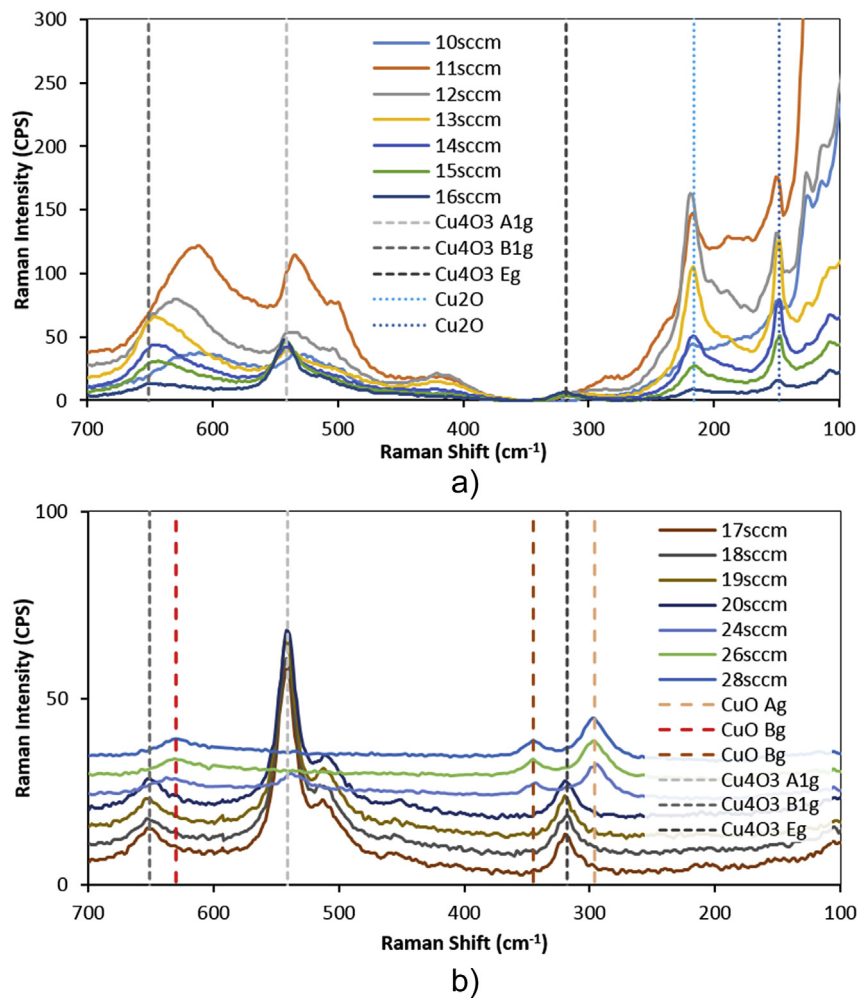 300
250
200
150
100
50
0
Raman Intensity (CPS)
10sccm
11sccm
12sccm
13sccm
14sccm
15sccm
16sccm
Cu4O3 A1g
Cu4O3 B1g
Cu4O3 Eg
Cu2O
Cu2O
700 600 500 400 300 200 100
Raman Shift (cm-1)
a)
100
50
0
Raman Intensity (CPS)
17sccm
18sccm
19sccm
20sccm
24sccm
26sccm
28sccm
CuO Ag
CuO Bg
CuO Bg
Cu4O3 A1g
Cu4O3 B1g
Cu4O3 Eg
700 600 500 400 300 200 100
Raman Shift (cm-1)
b)